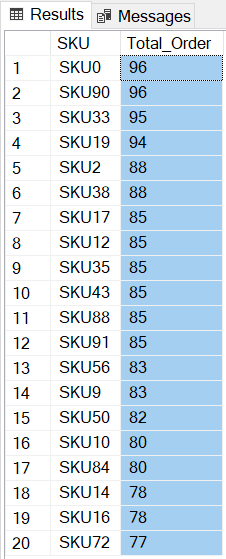 Results Messages
SKU Total_Order
1 SKU0 96
2 SKU90 96
3 SKU33 95
4 SKU19 94
5 SKU2 88
6 SKU38 88
7 SKU17 85
8 SKU12 85
9 SKU35 85
10 SKU43 85
11 SKU88 85
12 SKU91 85
13 SKU56 83
14 SKU9 83
15 SKU50 82
16 SKU10 80
17 SKU84 80
18 SKU14 78
19 SKU16 78
20 SKU72 77